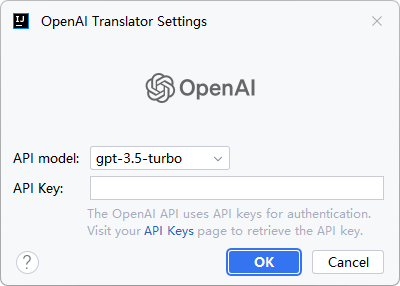 IJ OpenAI Translator Settings
OpenAI
API model: gpt-3.5-turbo
API Key:
The OpenAI API uses API keys for authentication.
Visit your API Keys page to retrieve the API key.
? OK Cancel